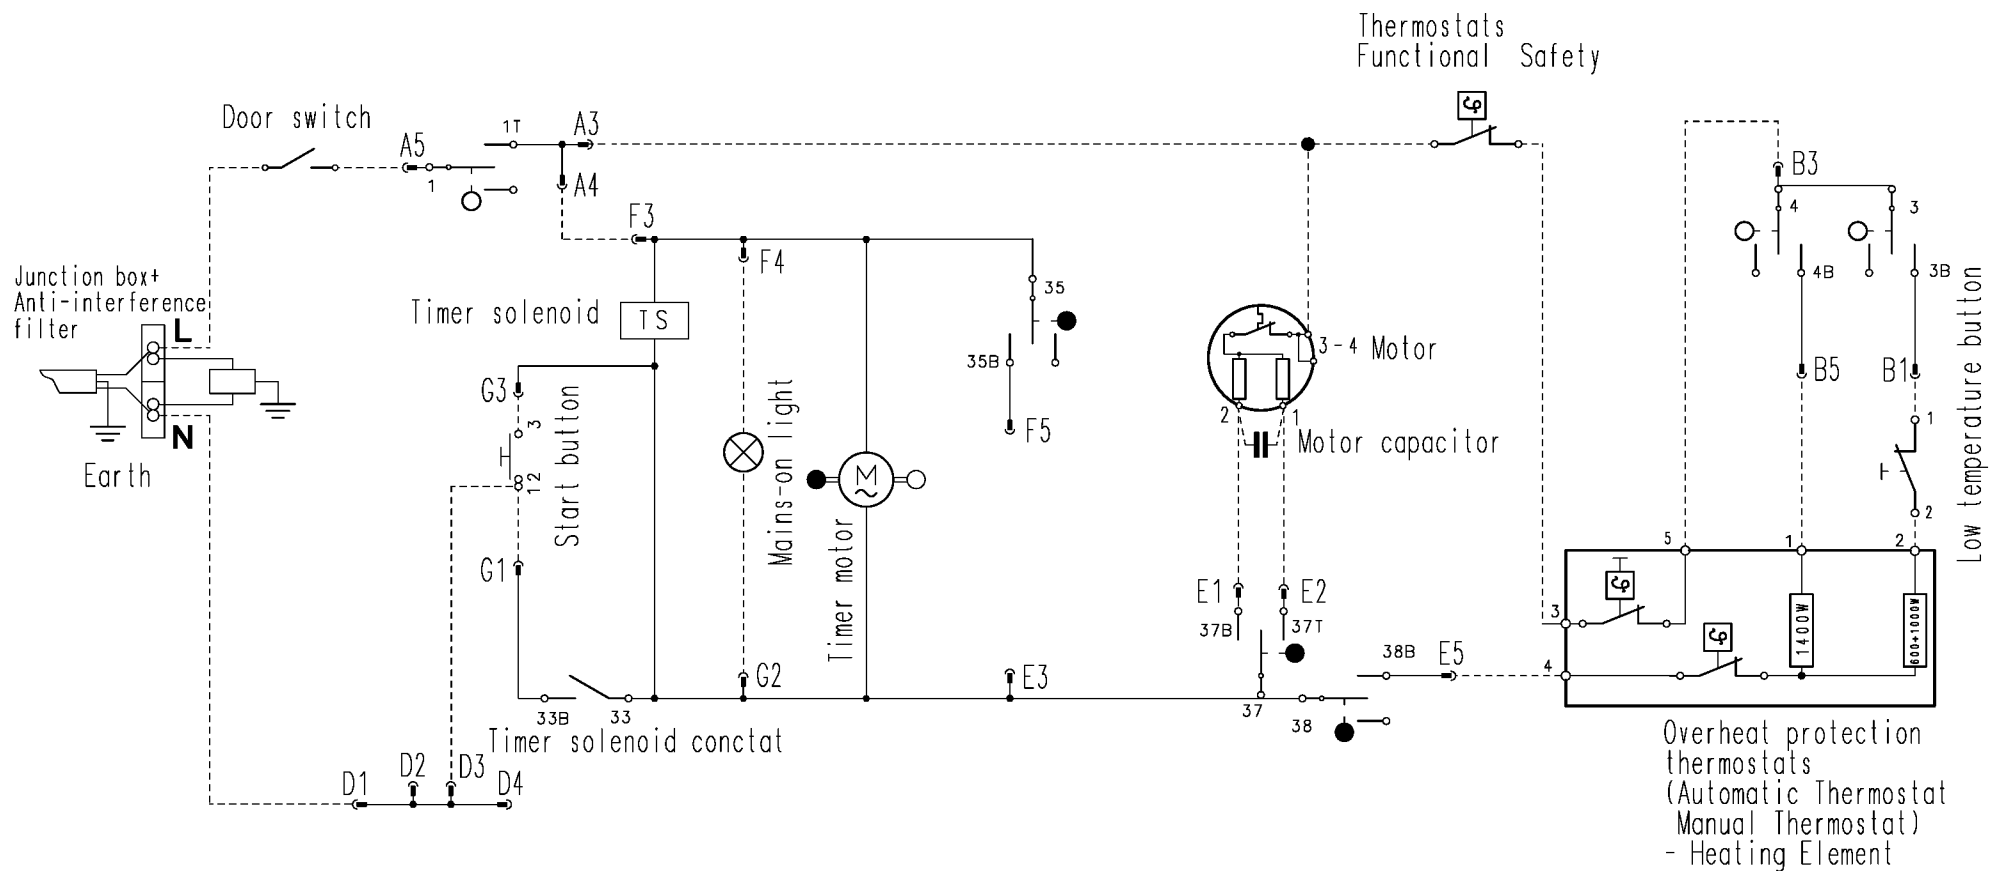 Thermostats
Functional Safety
Door switch
A5
1T
A3
1
A4
F3
B3
4
3
F4
4B
3B
35
Junction box+
Anti-interference
filter
L
Timer solenoid
TS
35B
3-4 Motor
B5
B1
G3
3
12
Start button
Mains-on light
F5
2
1
Motor capacitor
1
2
Low temperature button
N
Earth
M
Timer motor
G1
E1
E2
37B
37T
5
1
2
3
4
1400W
600+1000W
G2
E3
38B
E5
33B
33
37
38
Timer solenoid conctat
D1
D2
D3
D4
Overheat protection
thermostats
(Automatic Thermostat
Manual Thermostat)
- Heating Element